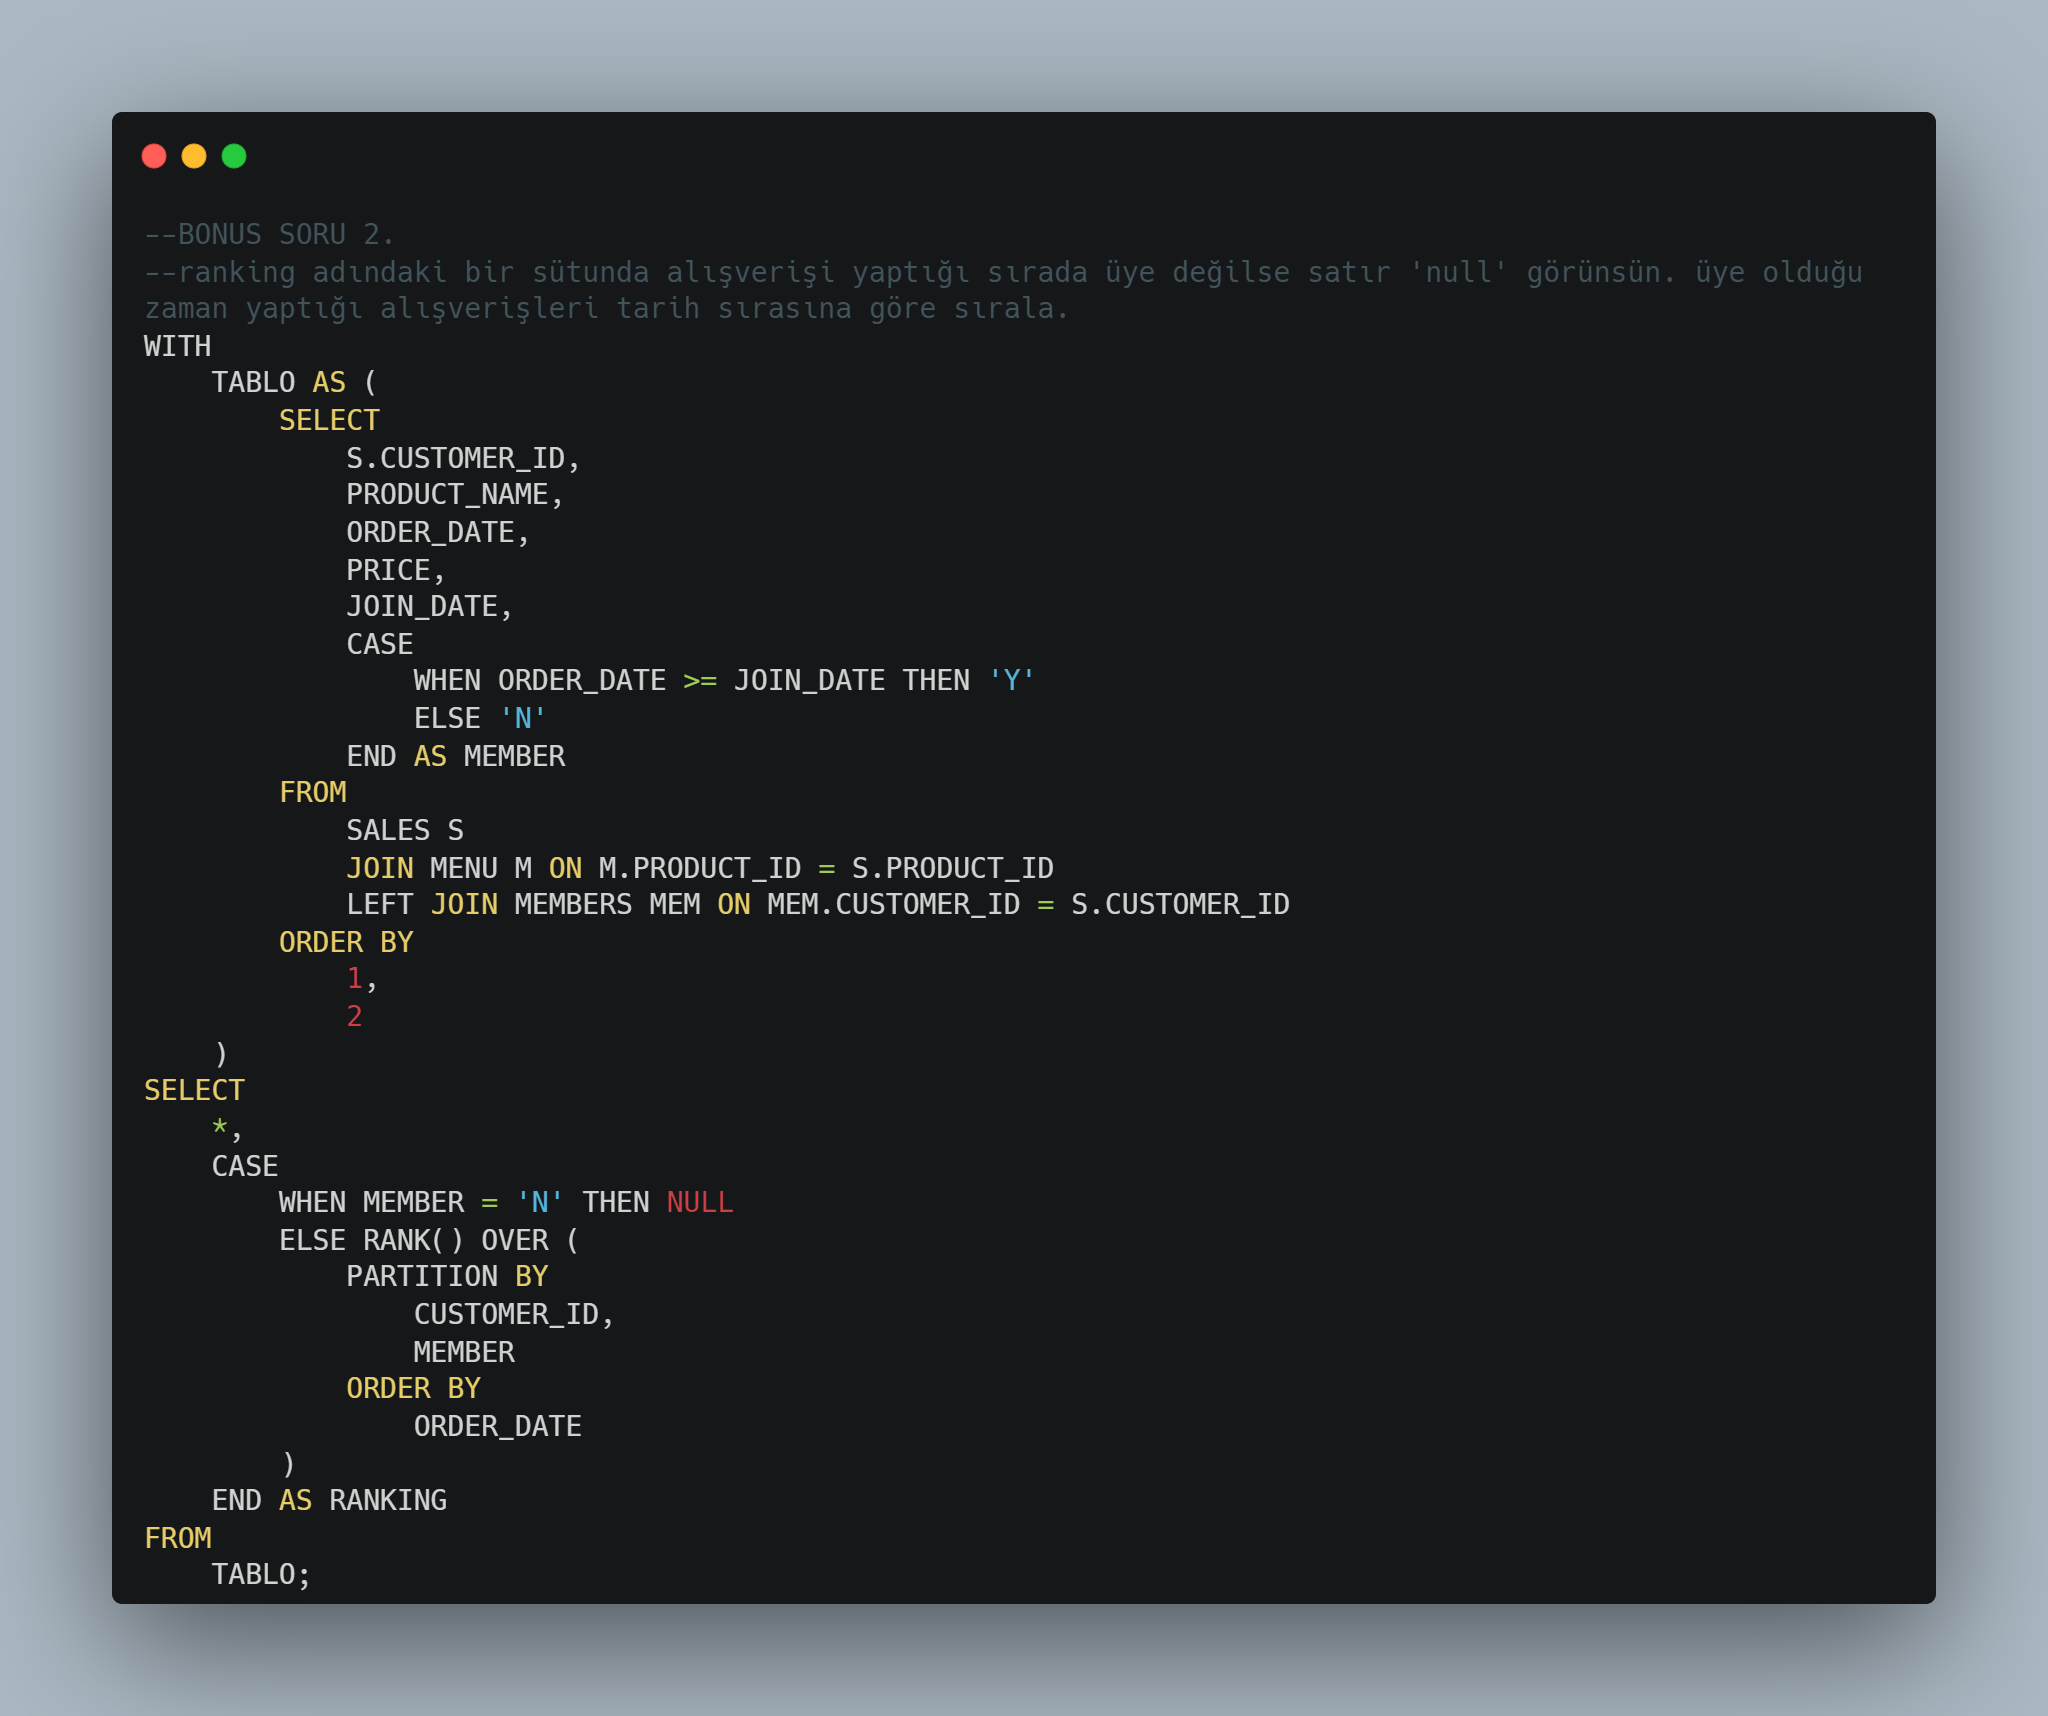 --BONUS SORU 2.
--ranking adındaki bir sütunda alışverişi yaptığı sırada üye değilse satır 'null' görünsün. üye olduğu
zaman yaptığı alışverişleri tarih sırasına göre sırala.
WITH
    TABLO AS (
        SELECT
            S.CUSTOMER_ID,
            PRODUCT_NAME,
            ORDER_DATE,
            PRICE,
            JOIN_DATE,
            CASE
                WHEN ORDER_DATE >= JOIN_DATE THEN 'Y'
                ELSE 'N'
            END AS MEMBER
        FROM
            SALES S
            JOIN MENU M ON M.PRODUCT_ID = S.PRODUCT_ID
            LEFT JOIN MEMBERS MEM ON MEM.CUSTOMER_ID = S.CUSTOMER_ID
        ORDER BY
            1,
            2
    )
SELECT
    *,
    CASE
        WHEN MEMBER = 'N' THEN NULL
        ELSE RANK() OVER (
            PARTITION BY
                CUSTOMER_ID,
                MEMBER
            ORDER BY
                ORDER_DATE
        )
    END AS RANKING
FROM
    TABLO;